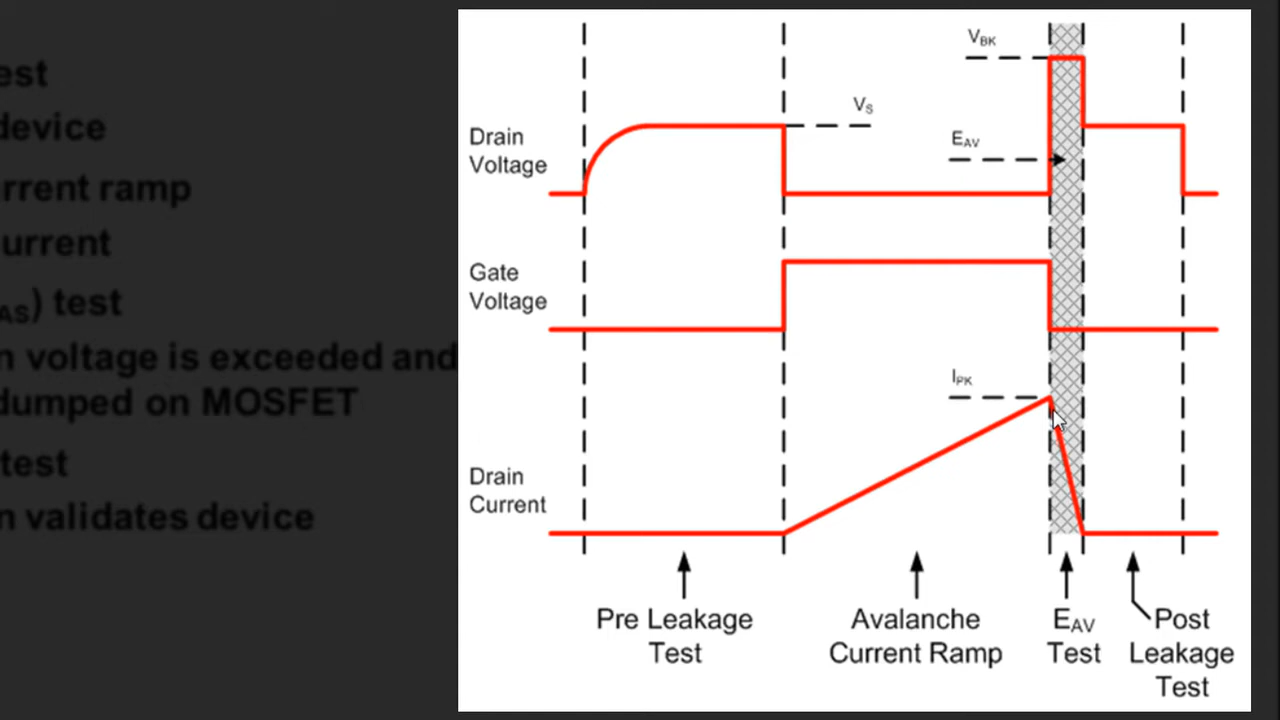 est
device
rrent ramp
urrent
AS) test
n voltage is exceeded and
dumped on MOSFET
test
n validates device
VBK
VS
Drain
Voltage
EAV
Gate
Voltage
IPK
Drain
Current
Pre Leakage
Test
Avalanche
Current Ramp
EAV
Test
Post
Leakage
Test